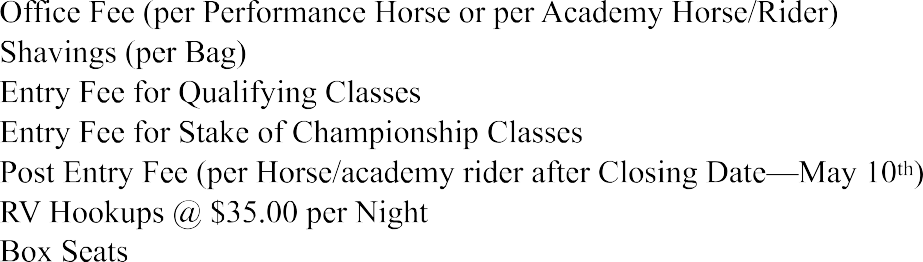 Office Fee (per Performance Horse or per Academy Horse/Rider)
Shavings (per Bag)
Entry Fee for Qualifying Classes
Entry Fee for Stake of Championship Classes
Post Entry Fee (per Horse/academy rider after Closing Date—May 10th)
RV Hookups @ $35.00 per Night
Box Seats